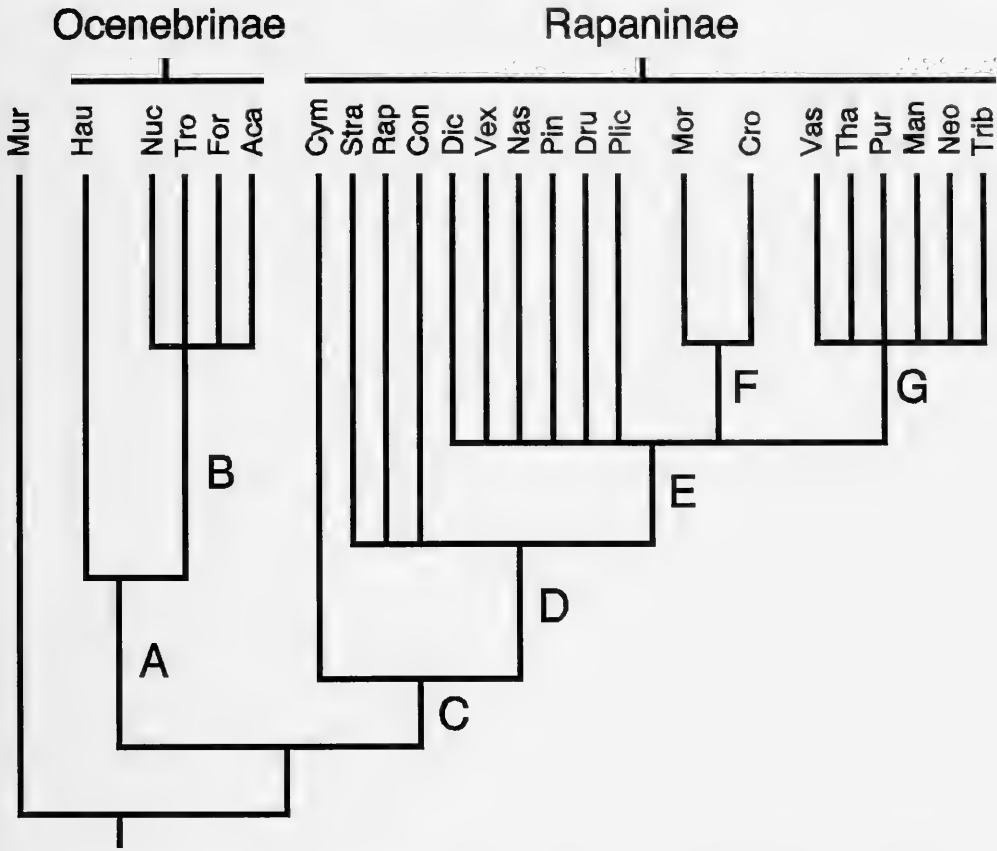 Ocenebrinae Rapaninae
Mur Hau Nuc Tro For Aca Cym Stra Rap Con Dic Vex Nas Pin Dru Plic Mor Cro Vas Tha Pur Man Neo Trib
F G
B
E
D
A
C